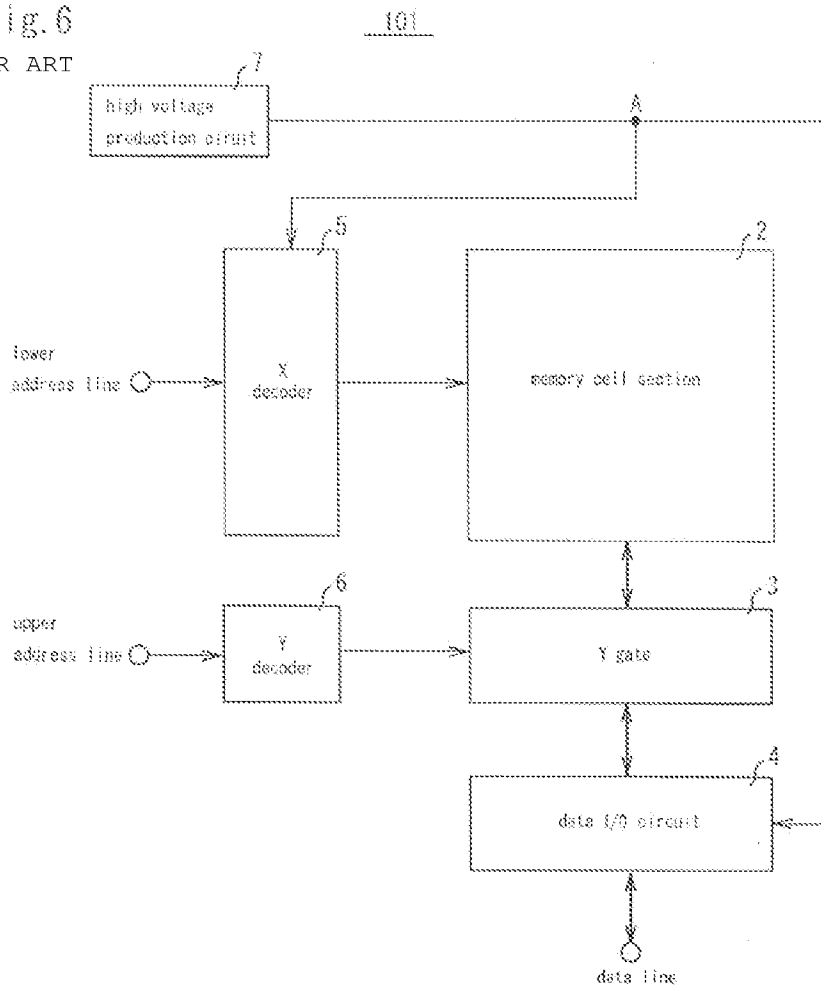 ig. 6
101
R ART
7
high voltage
production ciruit
A
5
2
lower
address line
X
decoder
memory cell section
6
3
upper
address line
Y
decoder
Y gate
4
data I/O circuit
data line